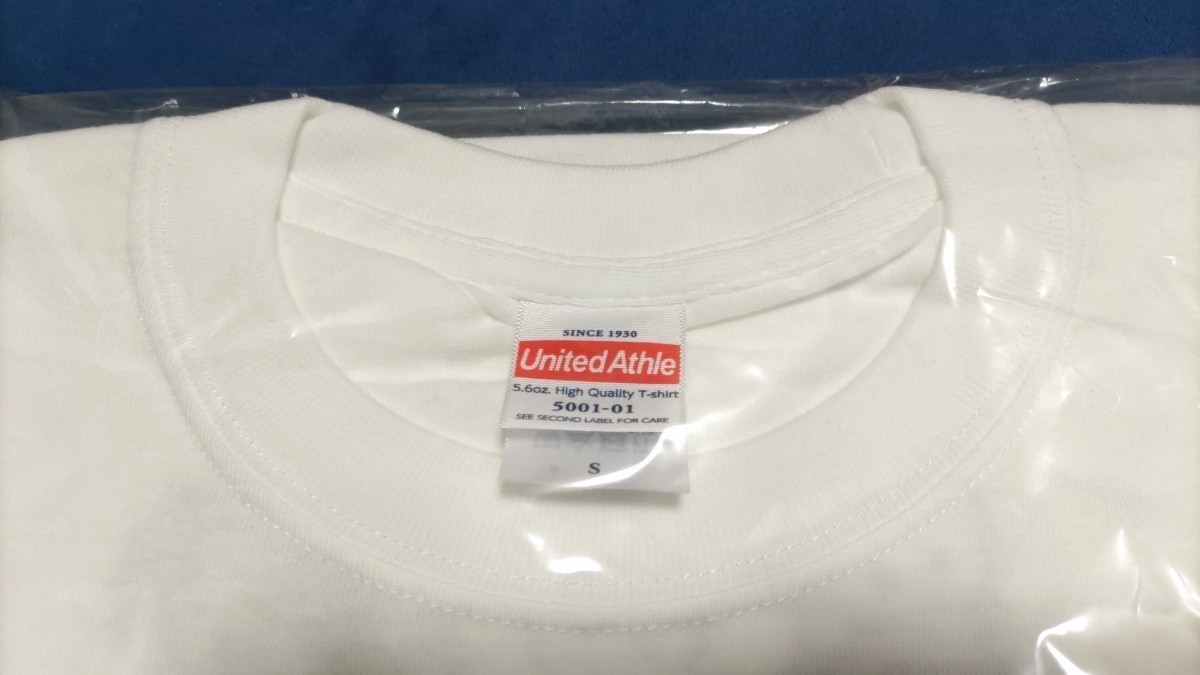 SINCE 1930
United Athle
5.6oz. High Quality T-shirt
5001-01
SEE SECOND LABEL FOR CARE
S